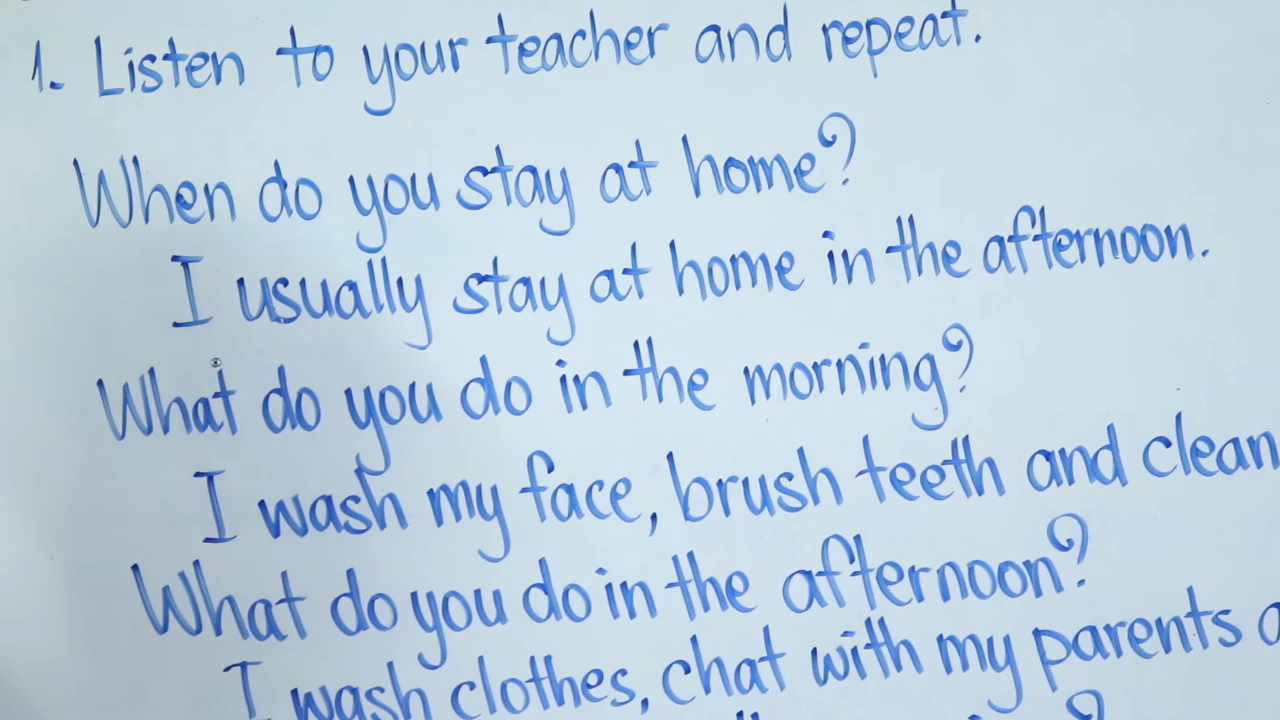 1. Listen to your teacher and repeat.
When do you stay at home?
I usually stay at home in the afternoon.
What do you do in the morning?
I wash my face, brush teeth and clean
What do you do in the afternoon?
I wash clothes, chat with my parents